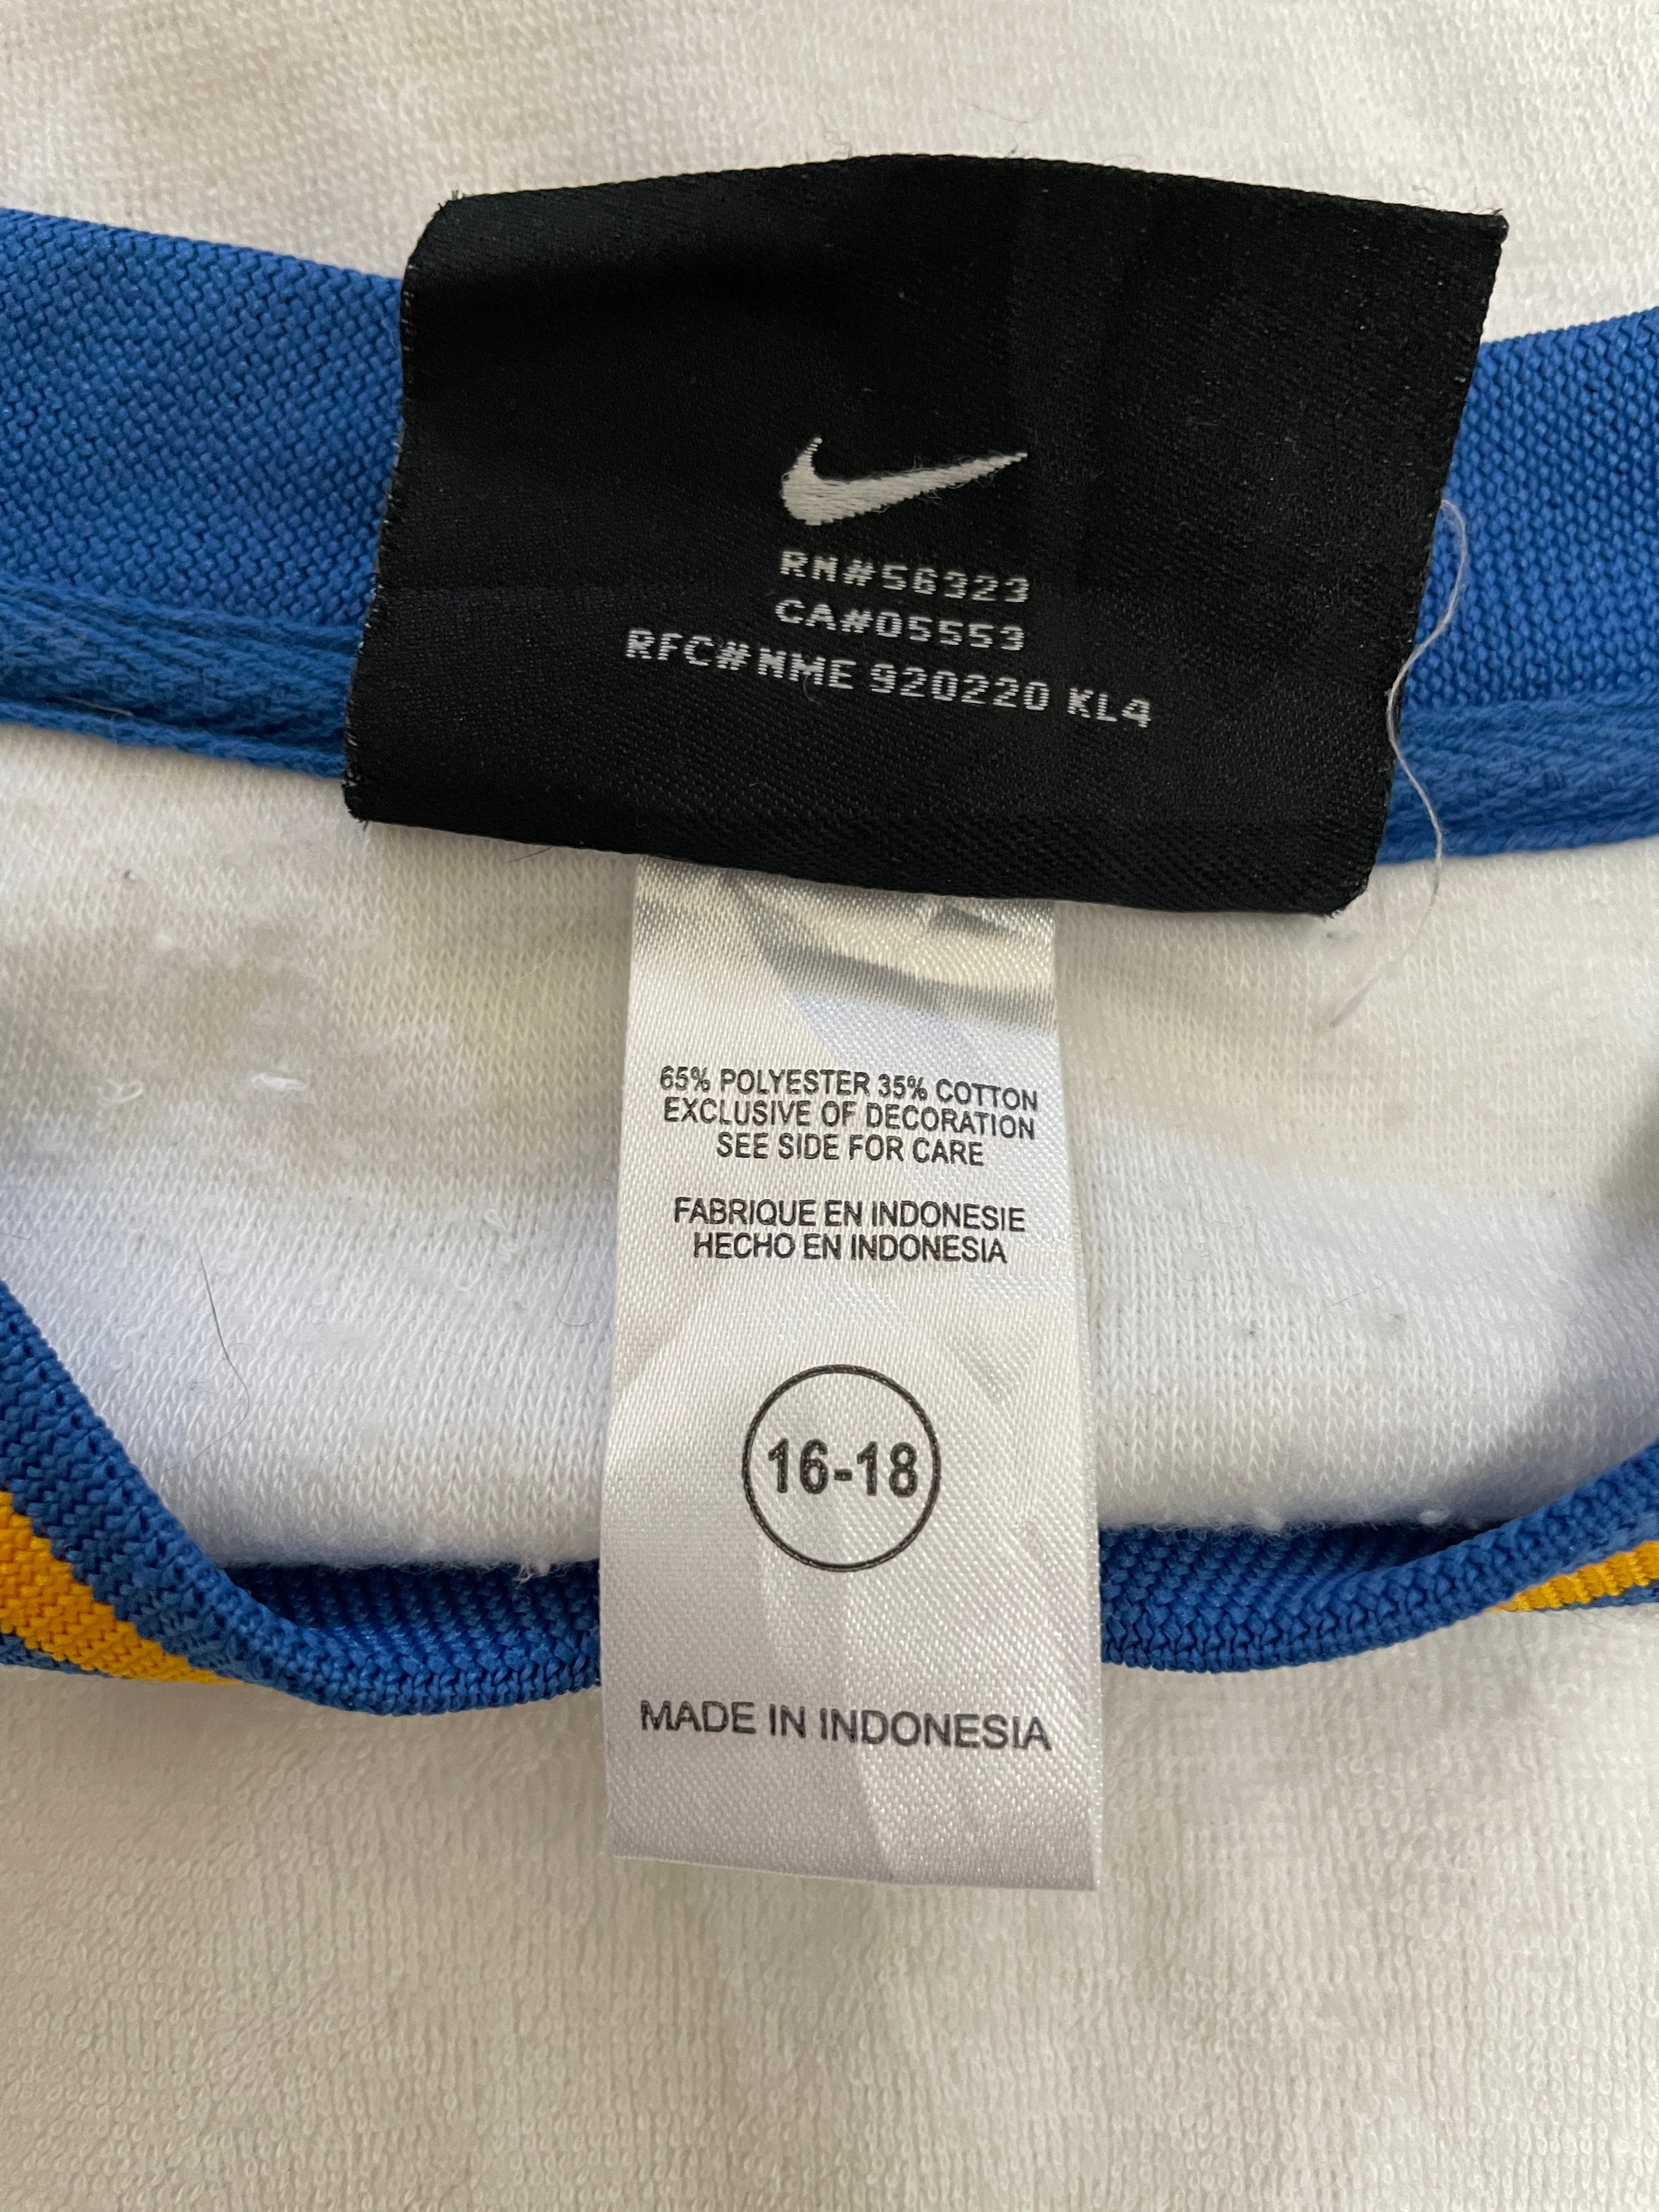 RN#56323
CA#05553
RFC# NME 920220 KL4
65% POLYESTER 35% COTTON
EXCLUSIVE OF DECORATION
SEE SIDE FOR CARE
FABRIQUE EN INDONESIE
HECHO EN INDONESIA
16-18
MADE IN INDONESIA